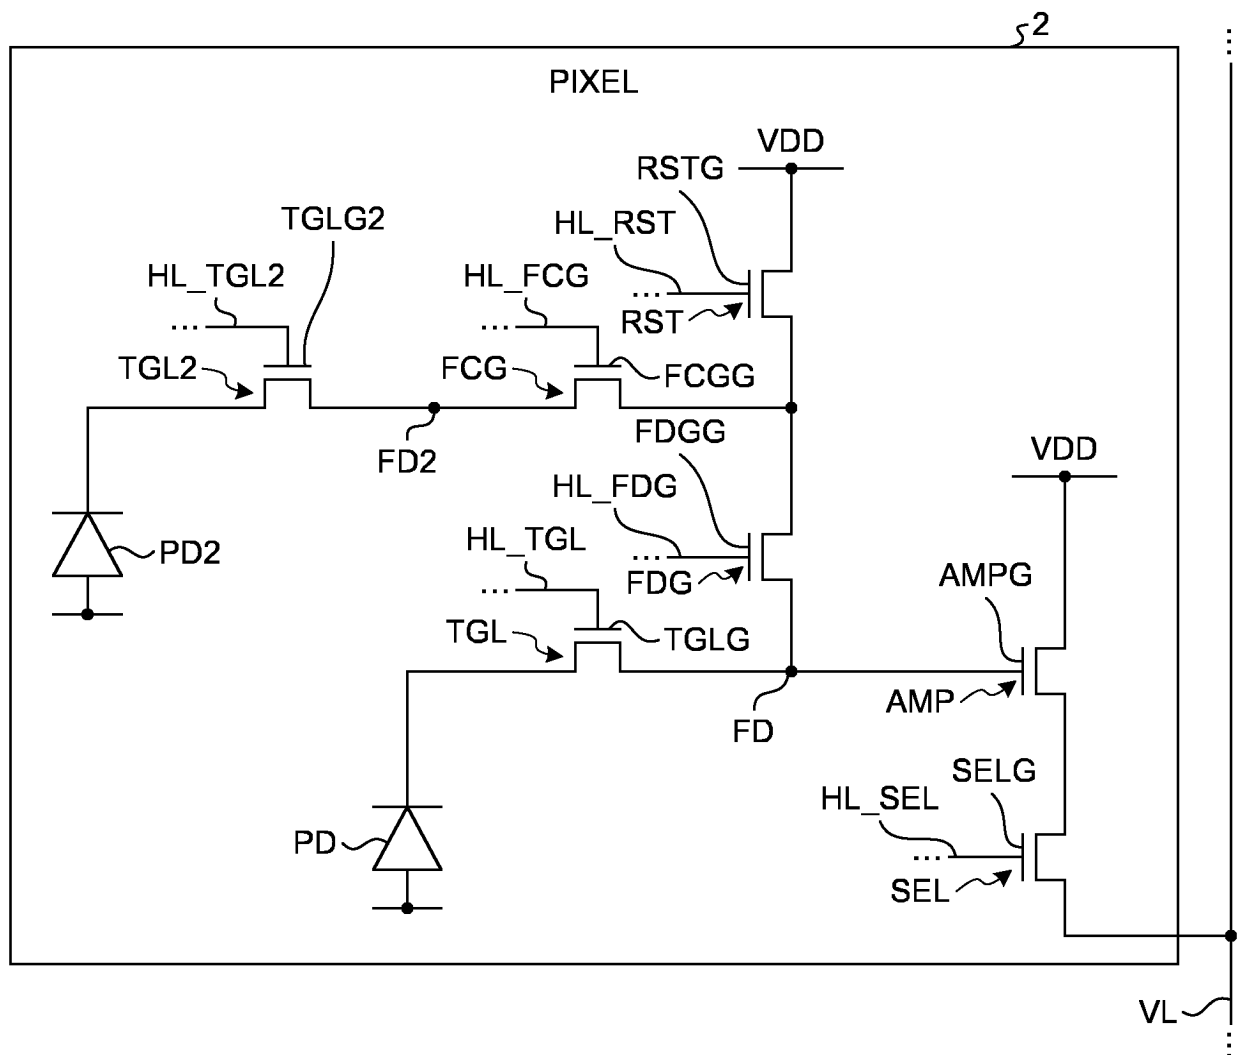 2
PIXEL
VDD
RSTG
HL_RST
TGLG2
HL_TGL2
HL_FCG
RST
TGL2
FCG
FCGG
FDGG
FD2
VDD
HL_FDG
HL_TGL
PD2
FDG
AMPG
TGL
TGLG
AMP
FD
SELG
HL_SEL
PD
SEL
VL